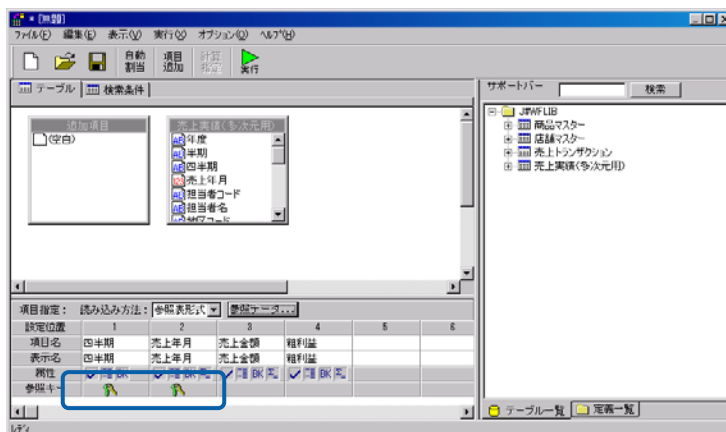 * [無題]
ファイル(F) 編集(E) 表示(V) 実行(X) オプション(O) ヘルプ(H)
自動割当 項目追加 計算指定 実行
テーブル 検索条件
追加項目
(空白)
売上実績(多次元用)
年度
半期
四半期
売上年月
担当者コード
担当者名
地区コード
項目指定: 読み込み方法: 参照表形式 参照データ...
設定位置 1 2 3 4 5 6
項目名 四半期 売上年月 売上金額 粗利益
表示名 四半期 売上年月 売上金額 粗利益
属性 BK BK BK BK
参照キー
サポートバー 検索
JTWFLIB
商品マスター
店舗マスター
売上トランザクション
売上実績(多次元用)
テーブル一覧 定義一覧
レディ